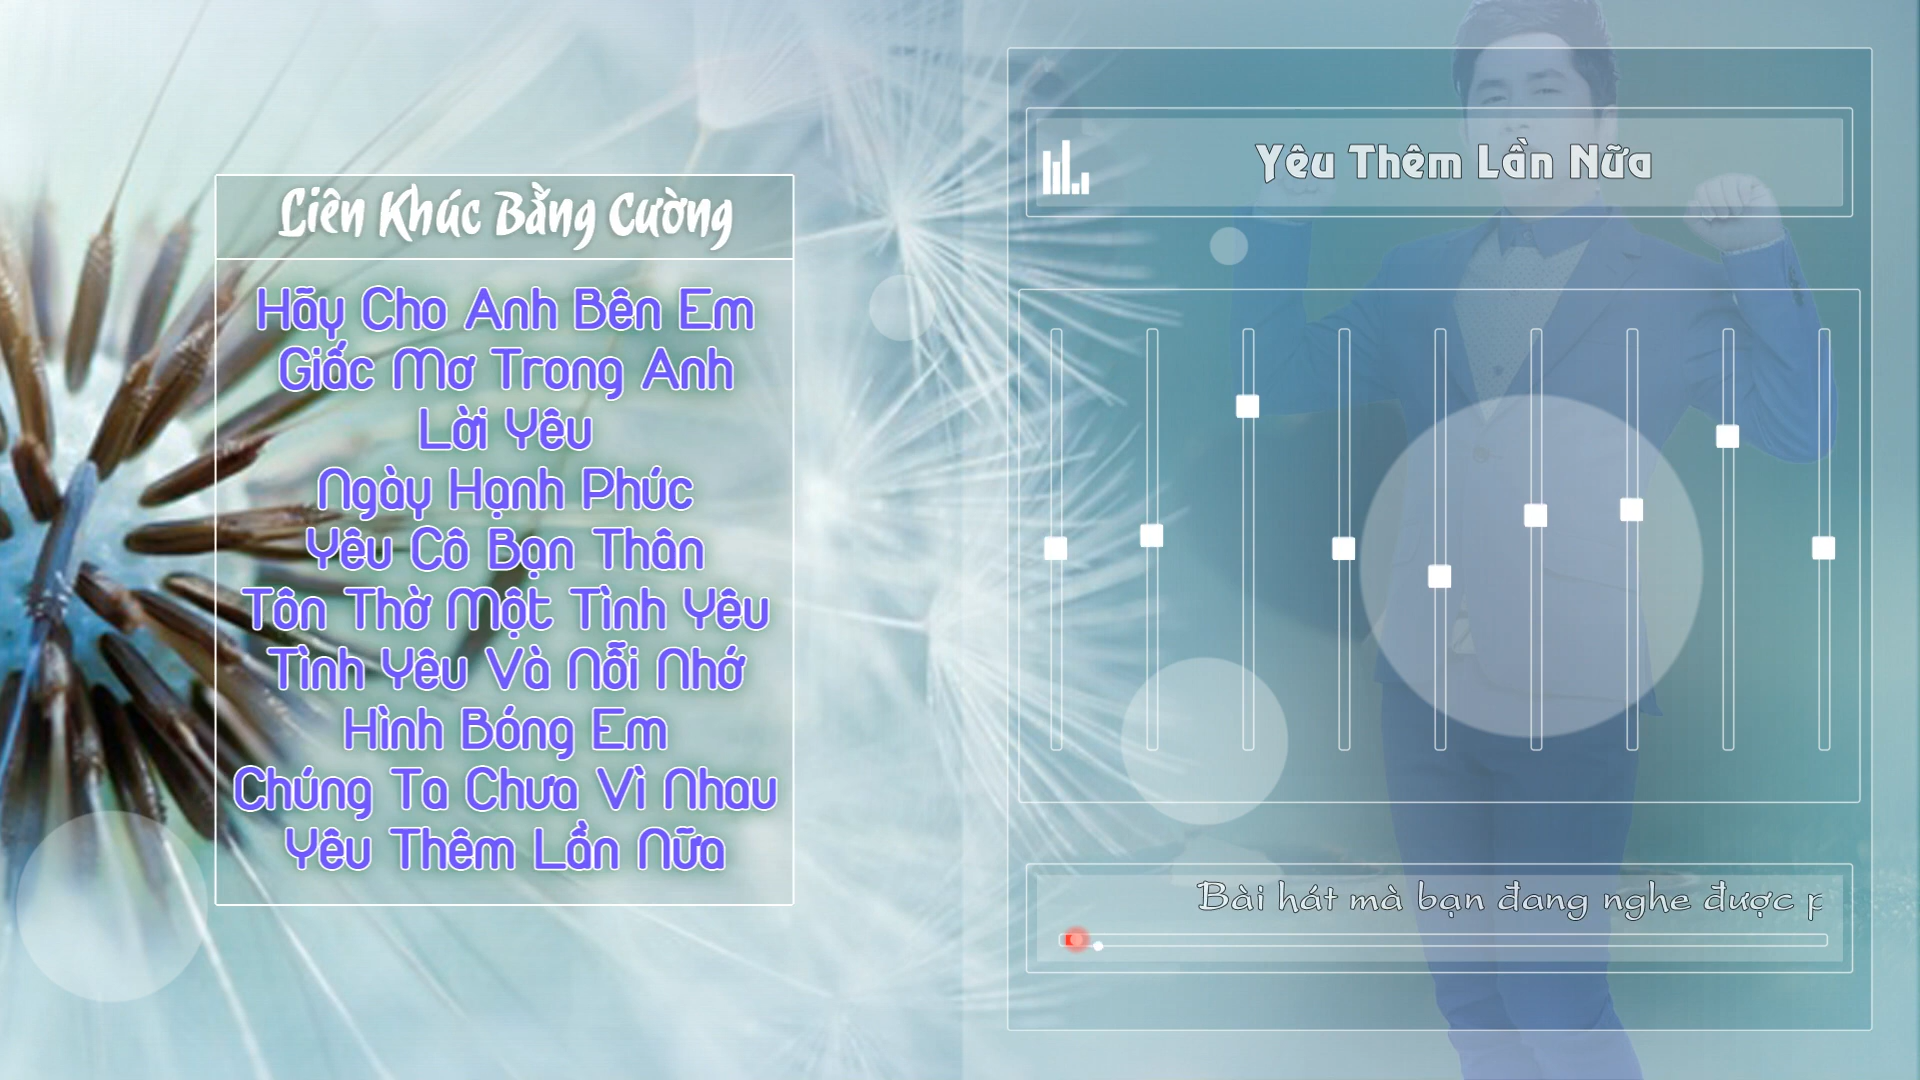 Liên Khúc Bằng Cường
Hãy Cho Anh Bên Em
Giấc Mơ Trong Anh
Lời Yêu
Ngày Hạnh Phúc
Yêu Cô Bạn Thân
Tôn Thờ Một Tình Yêu
Tình Yêu Và Nỗi Nhớ
Hình Bóng Em
Chúng Ta Chưa Vì Nhau
Yêu Thêm Lần Nữa
Yêu Thêm Lần Nữa
Bài hát mà bạn đang nghe được p